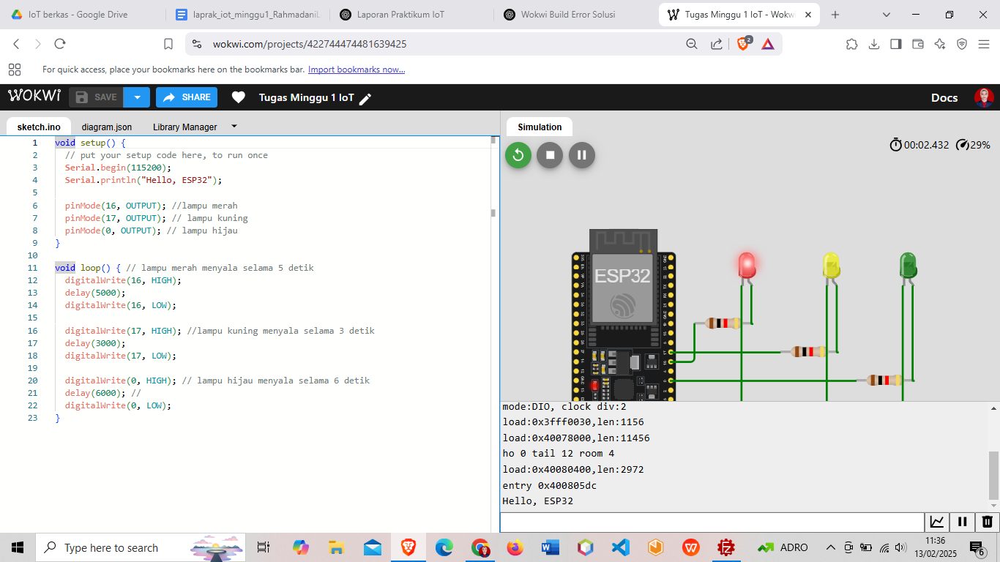 IoT berkas - Google Drive
laprak_iot_minggu1_Rahmadani
Laporan Praktikum IoT
Wokwi Build Error Solusi
Tugas Minggu 1 IoT - Wokw
wokwi.com/projects/422744474481639425
2
For quick access, place your bookmarks here on the bookmarks bar. Import bookmarks now...
WOKWi
SAVE
SHARE
Tugas Minggu 1 IoT
Docs
sketch.ino
diagram.json
Library Manager
Simulation
00:02.432
29%
1 void setup() {
2 // put your setup code here, to run once
3 Serial.begin(115200);
4 Serial.println("Hello, ESP32");
5
6 pinMode(16, OUTPUT); //lampu merah
7 pinMode(17, OUTPUT); // lampu kuning
8 pinMode(0, OUTPUT); // lampu hijau
9 }
10
11 void loop() { // lampu merah menyala selama 5 detik
12 digitalWrite(16, HIGH);
13 delay(5000);
14 digitalWrite(16, LOW);
15
16 digitalWrite(17, HIGH); //lampu kuning menyala selama 3 detik
17 delay(3000);
18 digitalWrite(17, LOW);
19
20 digitalWrite(0, HIGH); // lampu hijau menyala selama 6 detik
21 delay(6000); //
22 digitalWrite(0, LOW);
23 }
ESP32
mode:DIO, clock div:2
load:0x3fff0030,len:1156
load:0x40078000,len:11456
ho 0 tail 12 room 4
load:0x40080400,len:2972
entry 0x400805dc
Hello, ESP32
Type here to search
ADRO
11:36
13/02/2025
6